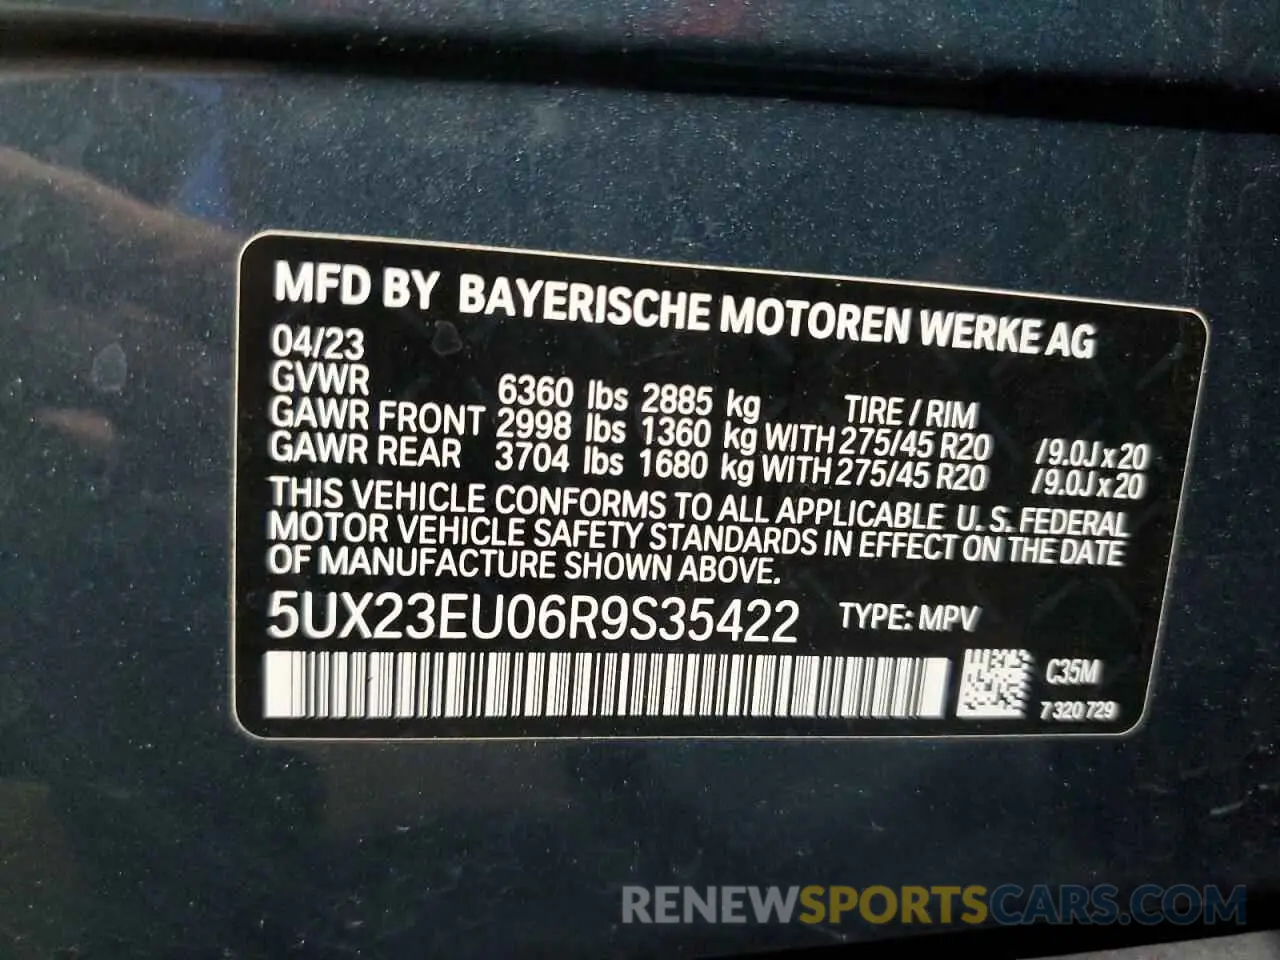 MFD BY BAYERISCHE MOTOREN WERKE AG
04/23
GVWR 6360 lbs 2885 kg TIRE / RIM
GAWR FRONT 2998 lbs 1360 kg WITH 275/45 R20 /9.0J x 20
GAWR REAR 3704 lbs 1680 kg WITH 275/45 R20 /9.0J x 20
THIS VEHICLE CONFORMS TO ALL APPLICABLE U.S. FEDERAL
MOTOR VEHICLE SAFETY STANDARDS IN EFFECT ON THE DATE
OF MANUFACTURE SHOWN ABOVE.
5UX23EU06R9S35422 TYPE: MPV
C35M
7 320 729
RENEWSPORTSCARS.COM